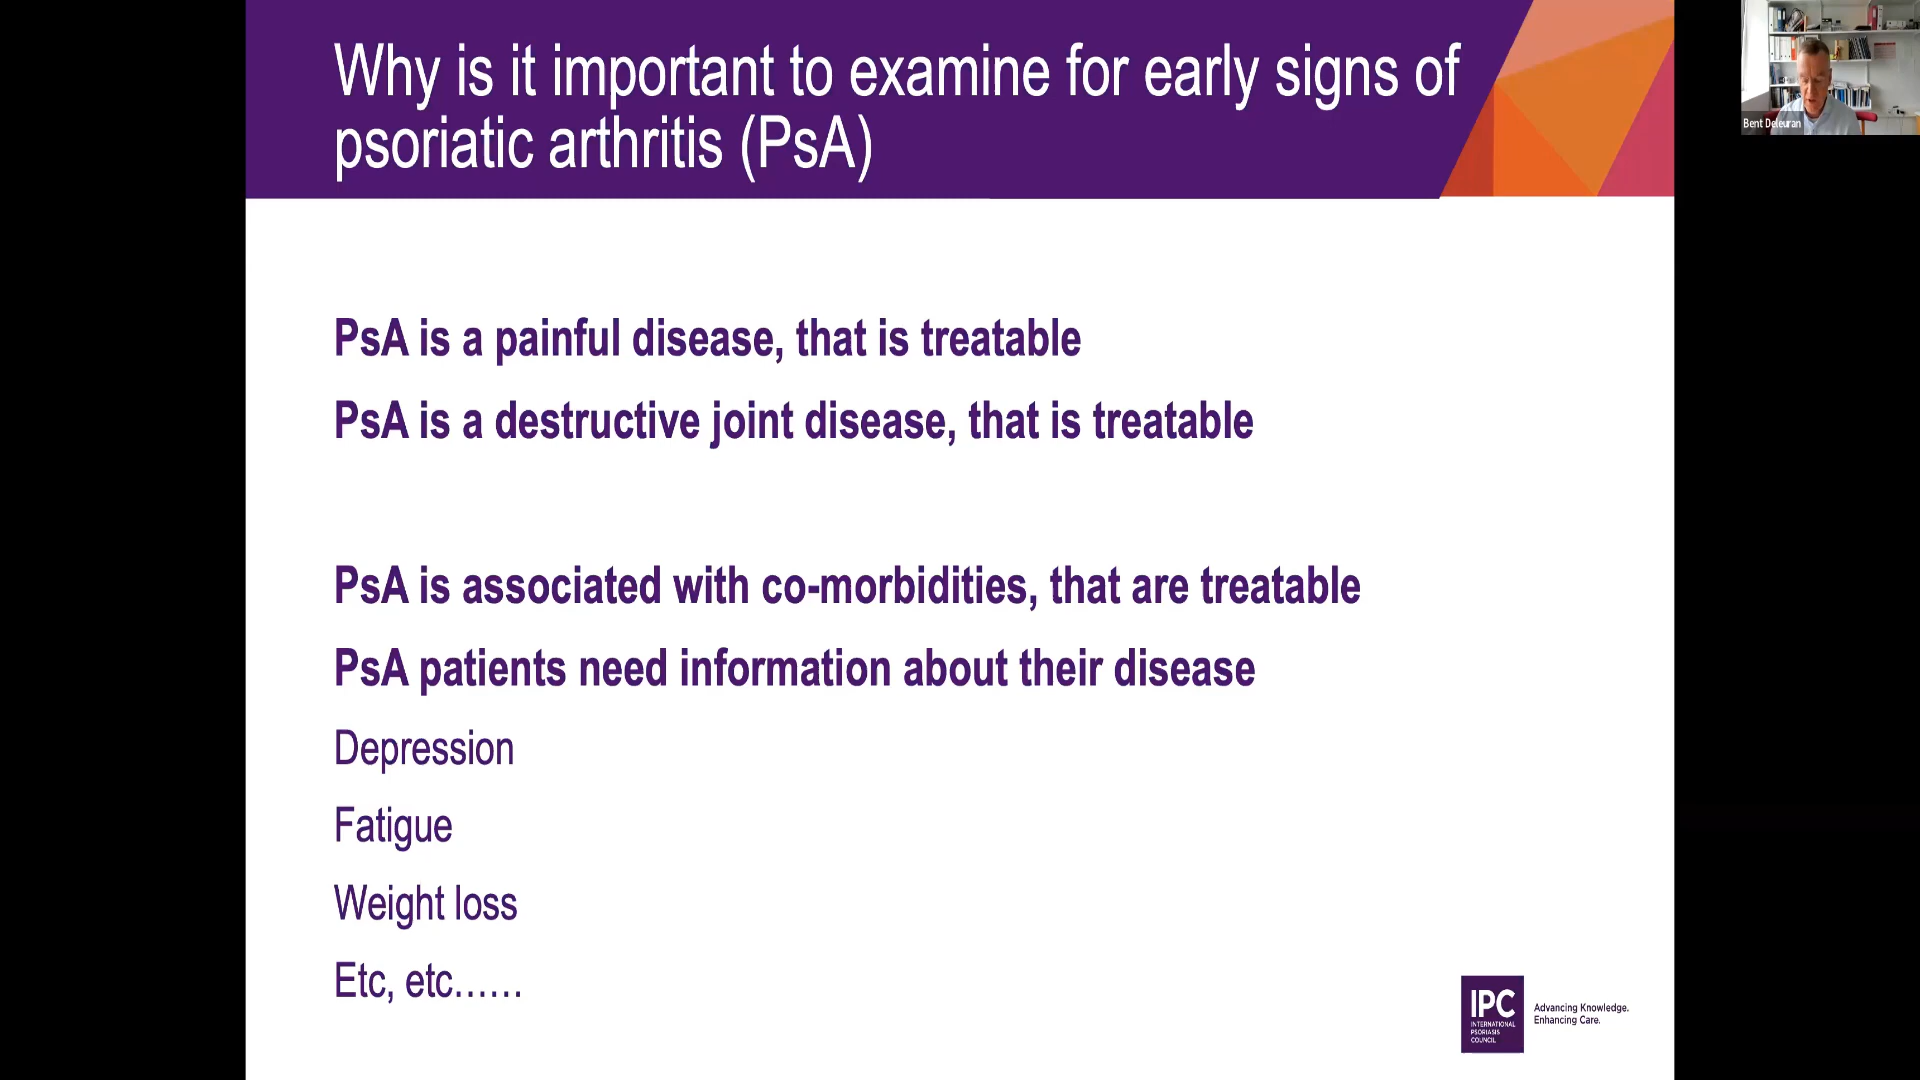 Why is it important to examine for early signs of
psoriatic arthritis (PsA)
Bent Deleuran
PsA is a painful disease, that is treatable
PsA is a destructive joint disease, that is treatable
PsA is associated with co-morbidities, that are treatable
PsA patients need information about their disease
Depression
Fatigue
Weight loss
Etc, etc......
IPC
INTERNATIONAL
PSORIASIS
COUNCIL
Advancing Knowledge.
Enhancing Care.